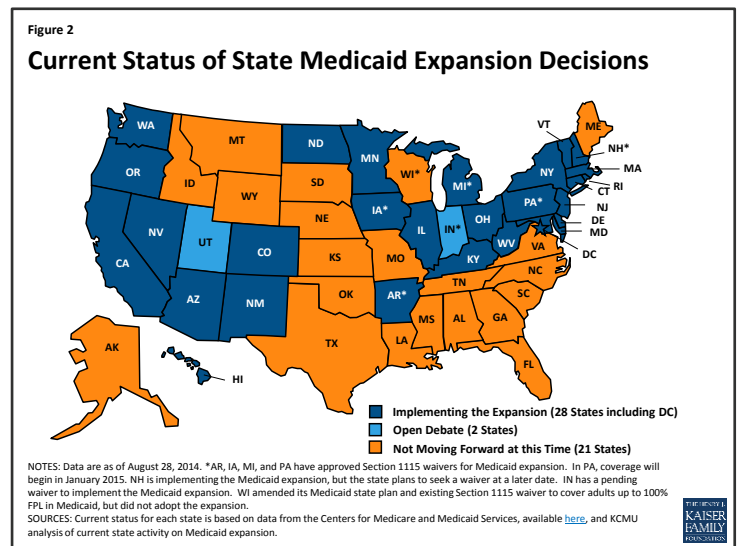 Figure 2
Current Status of State Medicaid Expansion Decisions
WA
OR
CA
NV
ID
MT
WY
UT
AZ
CO
NM
ND
SD
NE
KS
OK
TX
MN
IA*
MO
AR*
LA
WI*
IL
MI*
IN*
OH
KY
TN
MS
AL
GA
FL
SC
NC
VA
WV
PA*
NY
VT
ME
NH*
MA
RI
CT
NJ
DE
MD
DC
AK
HI
Implementing the Expansion (28 States including DC)
Open Debate (2 States)
Not Moving Forward at this Time (21 States)
NOTES: Data are as of August 28, 2014. *AR, IA, MI, and PA have approved Section 1115 waivers for Medicaid expansion. In PA, coverage will
begin in January 2015. NH is implementing the Medicaid expansion, but the state plans to seek a waiver at a later date. IN has a pending
waiver to implement the Medicaid expansion. WI amended its Medicaid state plan and existing Section 1115 waiver to cover adults up to 100%
FPL in Medicaid, but did not adopt the expansion.
SOURCES: Current status for each state is based on data from the Centers for Medicare and Medicaid Services, available here, and KCMU
analysis of current state activity on Medicaid expansion.
THE HENRY J.
KAISER
FAMILY
FOUNDATION